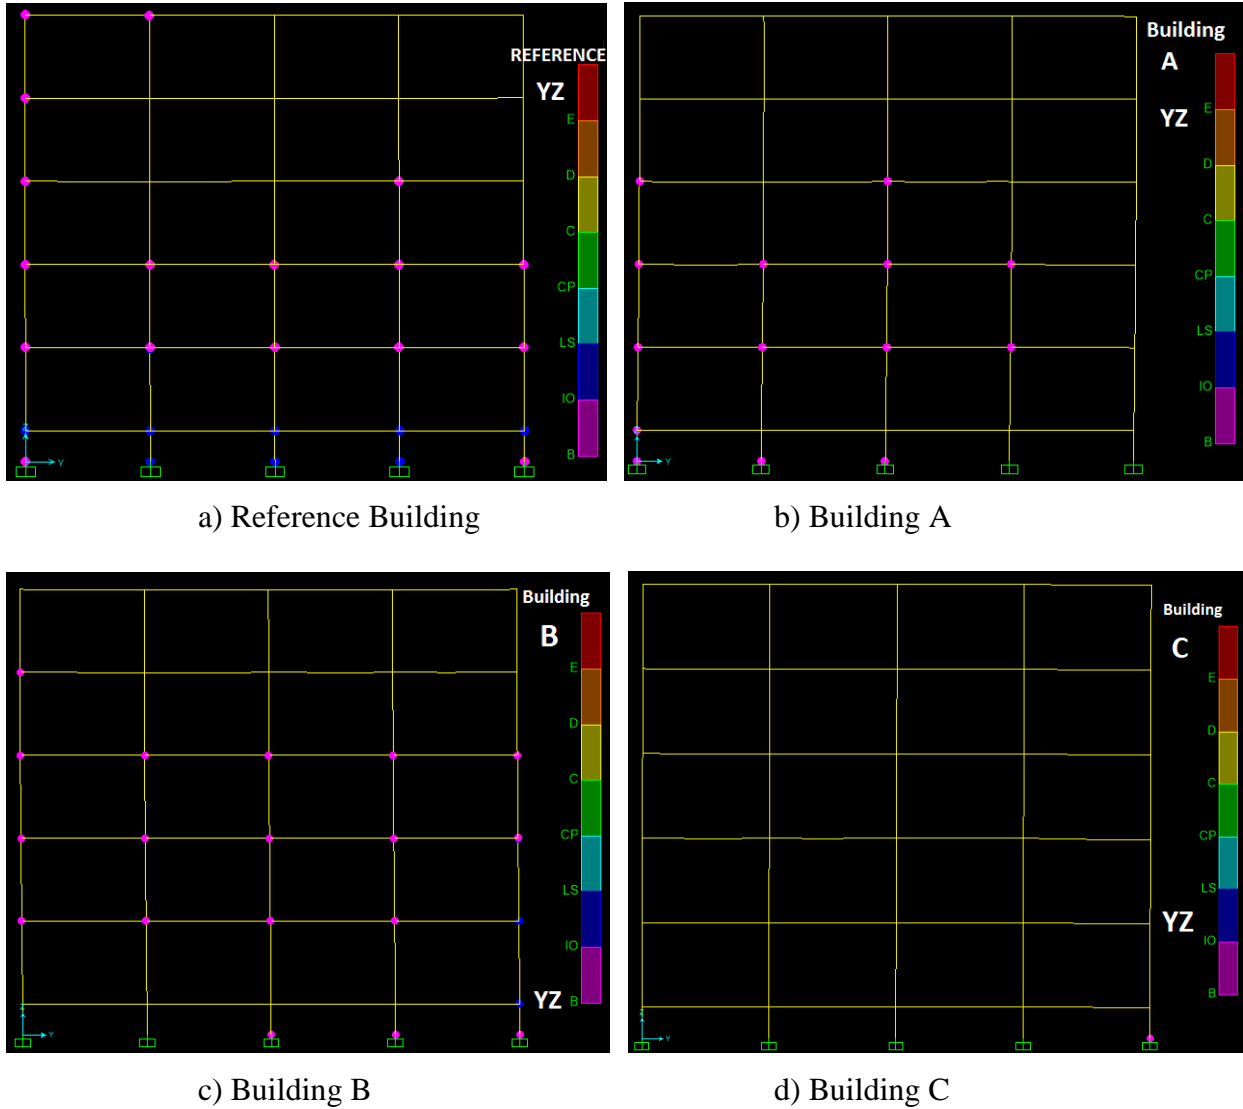 REFERENCE
YZ
E
D
C
CP
LS
IO
B
Z
Y
Building
A
YZ
E
D
C
CP
LS
IO
B
Z
Y
a) Reference Building
b) Building A
Building
B
E
D
C
CP
LS
IO
YZ
B
Z
Y
Building
C
E
D
C
CP
LS
YZ
IO
B
Z
Y
c) Building B
d) Building C